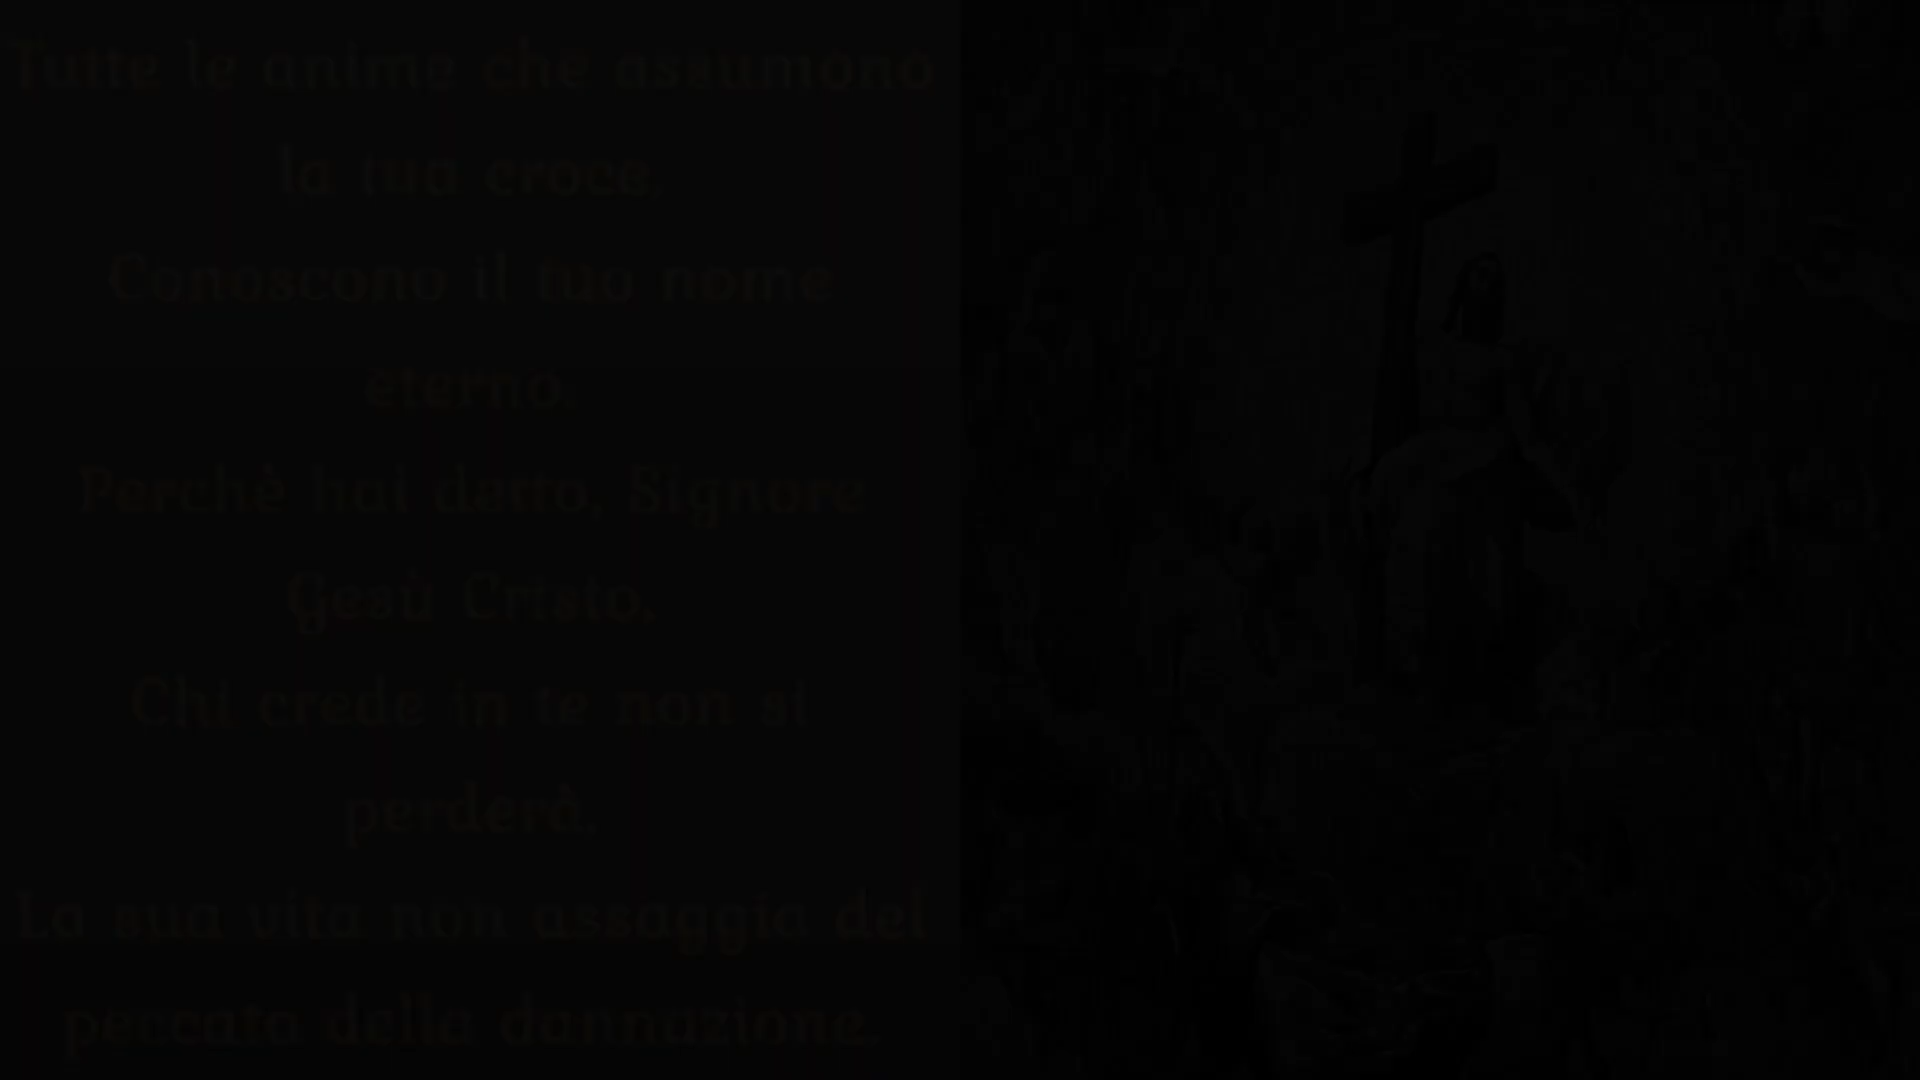 Tutte le anime che assumono
la tua croce,
Conoscono il tuo nome
eterno.
Perchè hai detto, Signore
Gesù Cristo,
Chi crede in te non si
perderà.
La sua vita non assaggia del
peccato della dannazione.